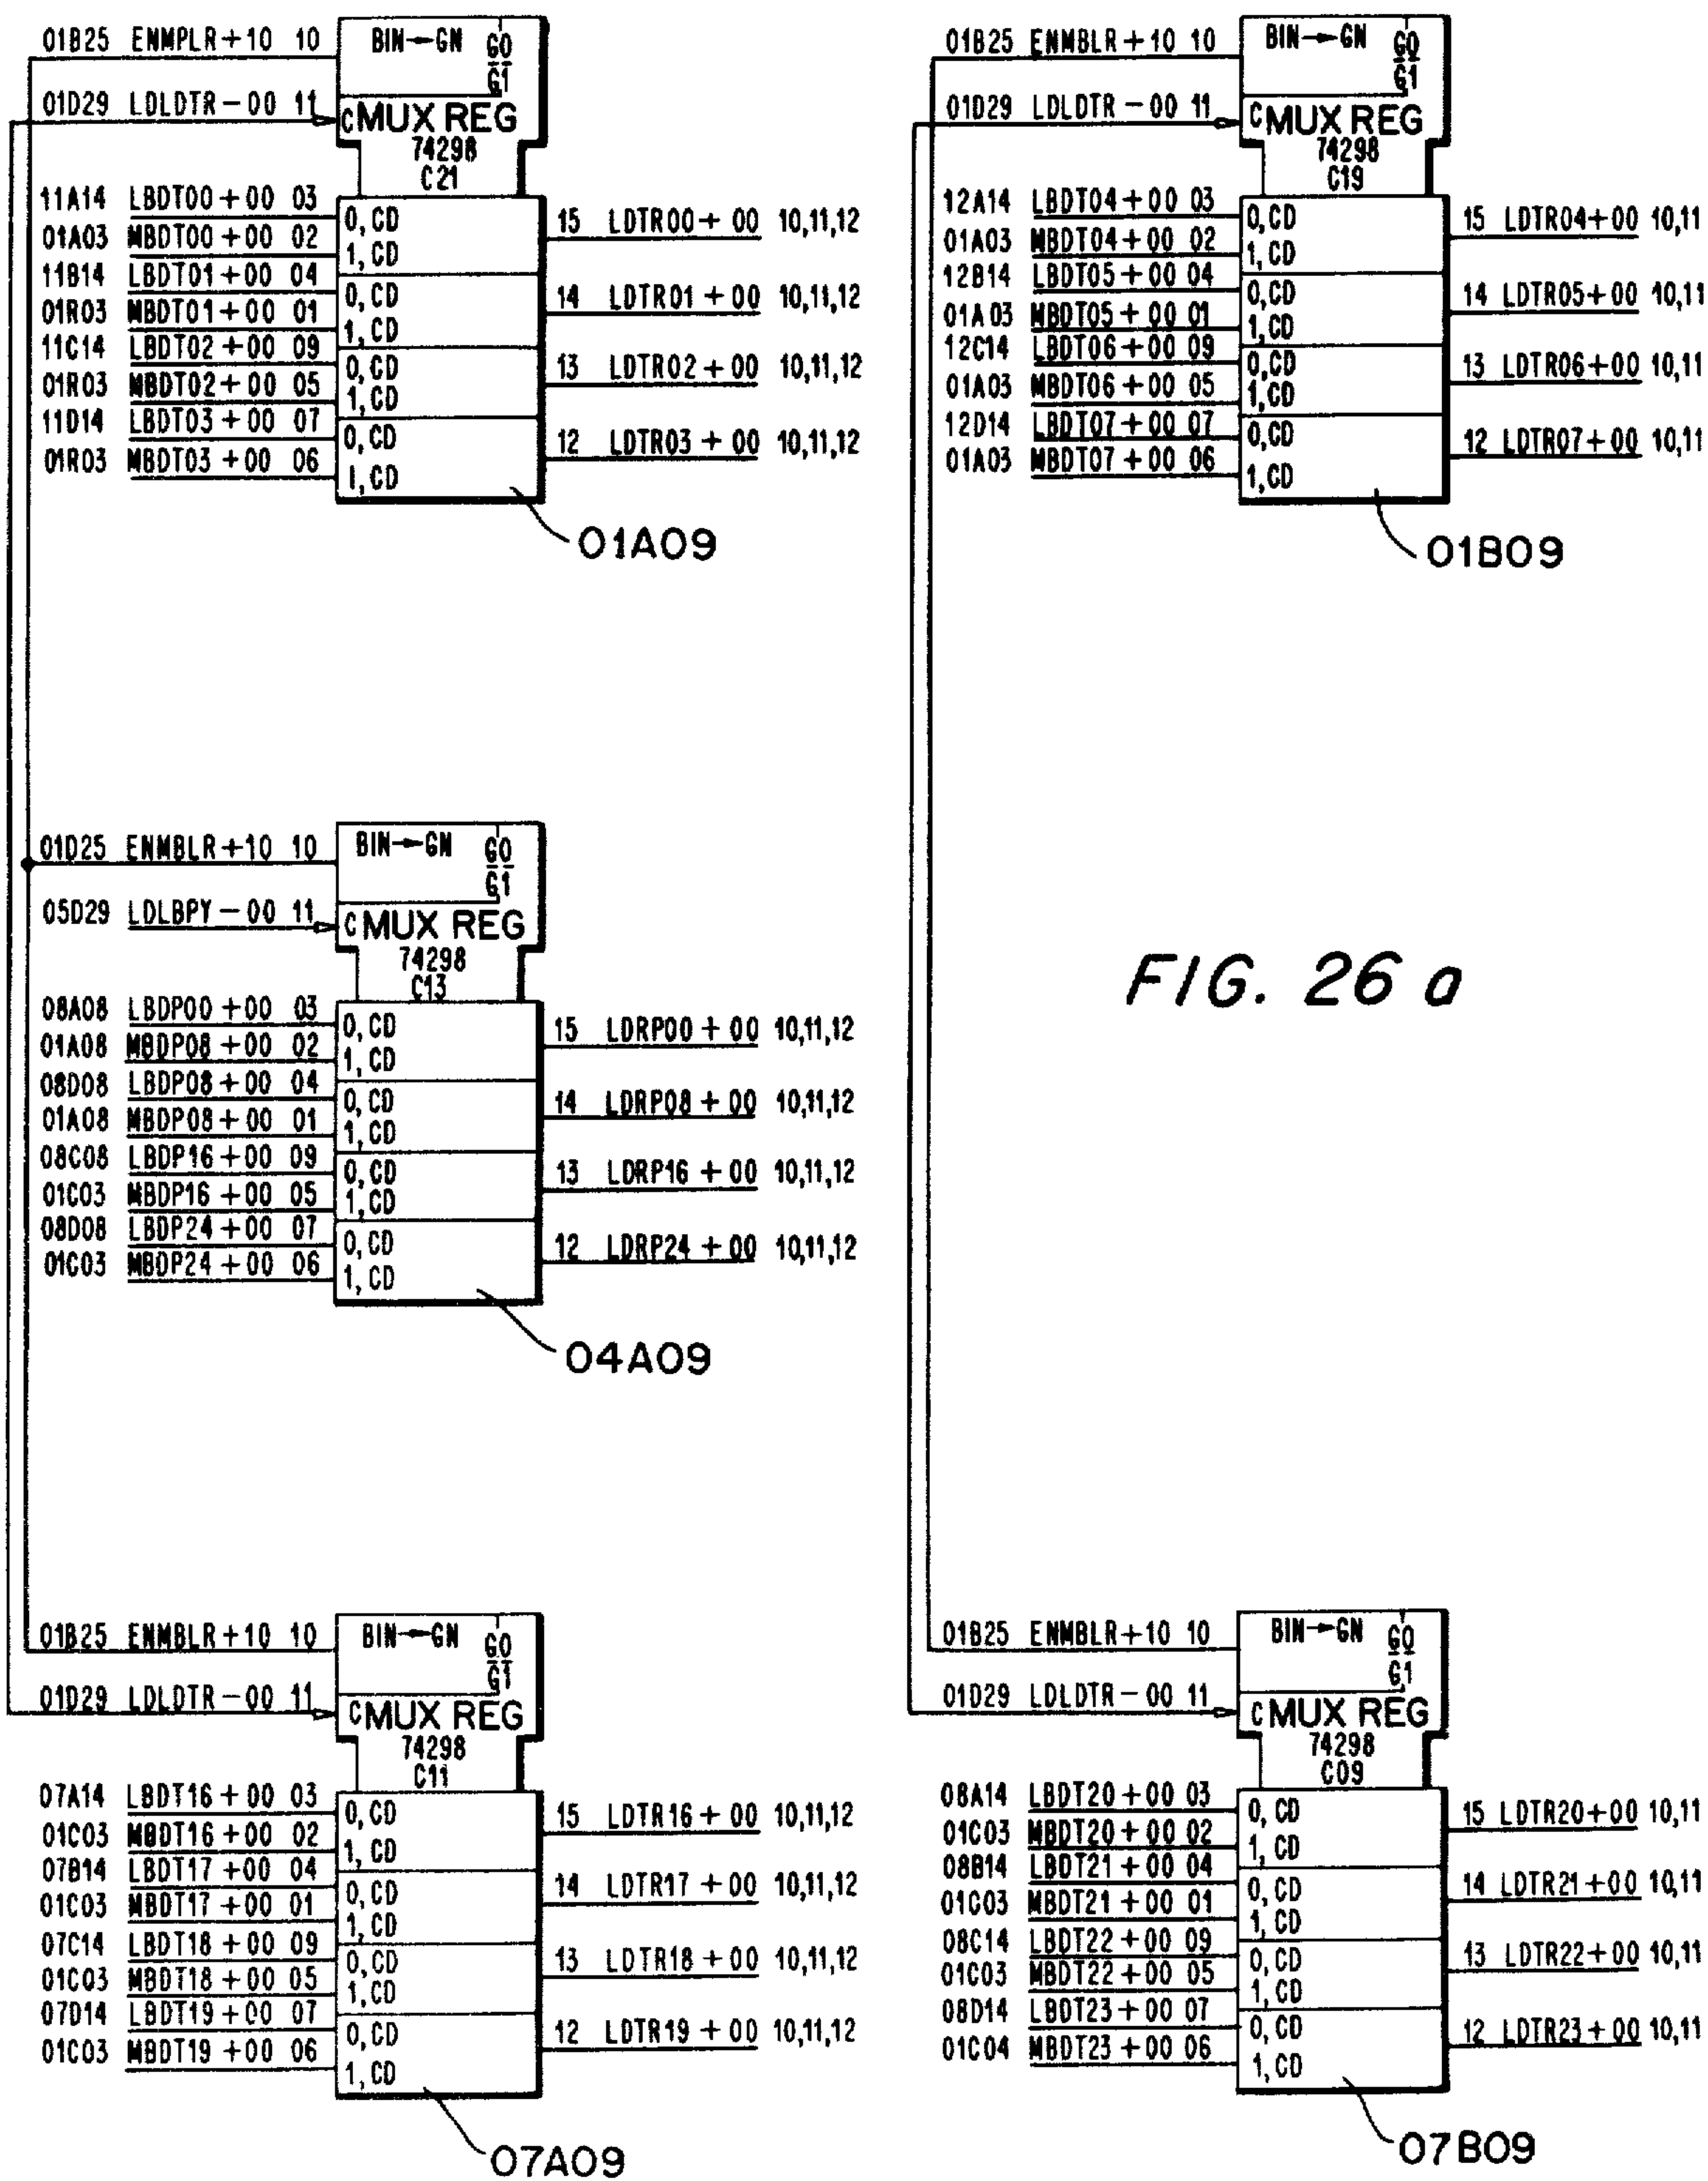 01B25 ENMPLR+10 10
BIN→GN G0
G1
01D29 LDLDTR-00 11
C MUX REG
74298
C21
11A14 LBDT00+00 03
0, CD
15 LDTR00+00 10,11,12
01A03 MBDT00+00 02
1, CD
11B14 LBDT01+00 04
0, CD
14 LDTR01+00 10,11,12
01R03 MBDT01+00 01
1, CD
11C14 LBDT02+00 09
0, CD
13 LDTR02+00 10,11,12
01R03 MBDT02+00 05
1, CD
11D14 LBDT03+00 07
0, CD
12 LDTR03+00 10,11,12
01R03 MBDT03+00 06
1, CD
01A09
01B25 ENMBLR+10 10
BIN→GN G0
G1
01D29 LDLDTR-00 11
C MUX REG
74298
C19
12A14 LBDT04+00 03
0, CD
15 LDTR04+00 10,11
01A03 MBDT04+00 02
1, CD
12B14 LBDT05+00 04
0, CD
14 LDTR05+00 10,11
01A03 MBDT05+00 01
1, CD
12C14 LBDT06+00 09
0, CD
13 LDTR06+00 10,11
01A03 MBDT06+00 05
1, CD
12D14 LBDT07+00 07
0, CD
12 LDTR07+00 10,11
01A03 MBDT07+00 06
1, CD
01B09
01D25 ENMBLR+10 10
BIN→GN G0
G1
05D29 LDLBPY-00 11
C MUX REG
74298
C13
08A08 LBDP00+00 03
0, CD
15 LDRP00+00 10,11,12
01A08 MBDP08+00 02
1, CD
08D08 LBDP08+00 04
0, CD
14 LDRP08+00 10,11,12
01A08 MBDP08+00 01
1, CD
08C08 LBDP16+00 09
0, CD
13 LDRP16+00 10,11,12
01C03 MBDP16+00 05
1, CD
08D08 LBDP24+00 07
0, CD
12 LDRP24+00 10,11,12
01C03 MBDP24+00 06
1, CD
04A09
FIG. 26 a
01B25 ENMBLR+10 10
BIN→GN G0
G1
01D29 LDLDTR-00 11
C MUX REG
74298
C11
07A14 LBDT16+00 03
0, CD
15 LDTR16+00 10,11,12
01C03 MBDT16+00 02
1, CD
07B14 LBDT17+00 04
0, CD
14 LDTR17+00 10,11,12
01C03 MBDT17+00 01
1, CD
07C14 LBDT18+00 09
0, CD
13 LDTR18+00 10,11,12
01C03 MBDT18+00 05
1, CD
07D14 LBDT19+00 07
0, CD
12 LDTR19+00 10,11,12
01C03 MBDT19+00 06
1, CD
07A09
01B25 ENMBLR+10 10
BIN→GN G0
G1
01D29 LDLDTR-00 11
C MUX REG
74298
C09
08A14 LBDT20+00 03
0, CD
15 LDTR20+00 10,11
01C03 MBDT20+00 02
1, CD
08B14 LBDT21+00 04
0, CD
14 LDTR21+00 10,11
01C03 MBDT21+00 01
1, CD
08C14 LBDT22+00 09
0, CD
13 LDTR22+00 10,11
01C03 MBDT22+00 05
1, CD
08D14 LBDT23+00 07
0, CD
12 LDTR23+00 10,11
01C04 MBDT23+00 06
1, CD
07B09